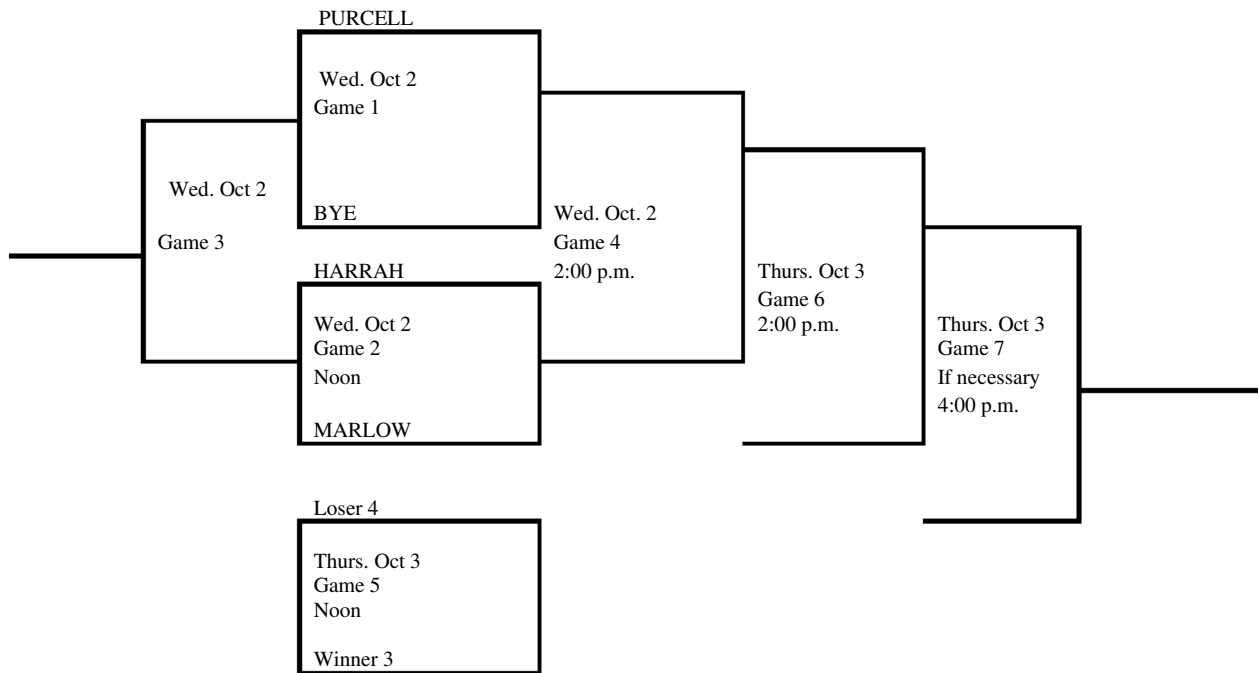 PURCELL
Wed. Oct 2
Game 1
BYE
Wed. Oct 2
Game 3
HARRAH
Wed. Oct 2
Game 2
Noon
MARLOW
Wed. Oct. 2
Game 4
2:00 p.m.
Thurs. Oct 3
Game 6
2:00 p.m.
Thurs. Oct 3
Game 7
If necessary
4:00 p.m.
Loser 4
Thurs. Oct 3
Game 5
Noon
Winner 3